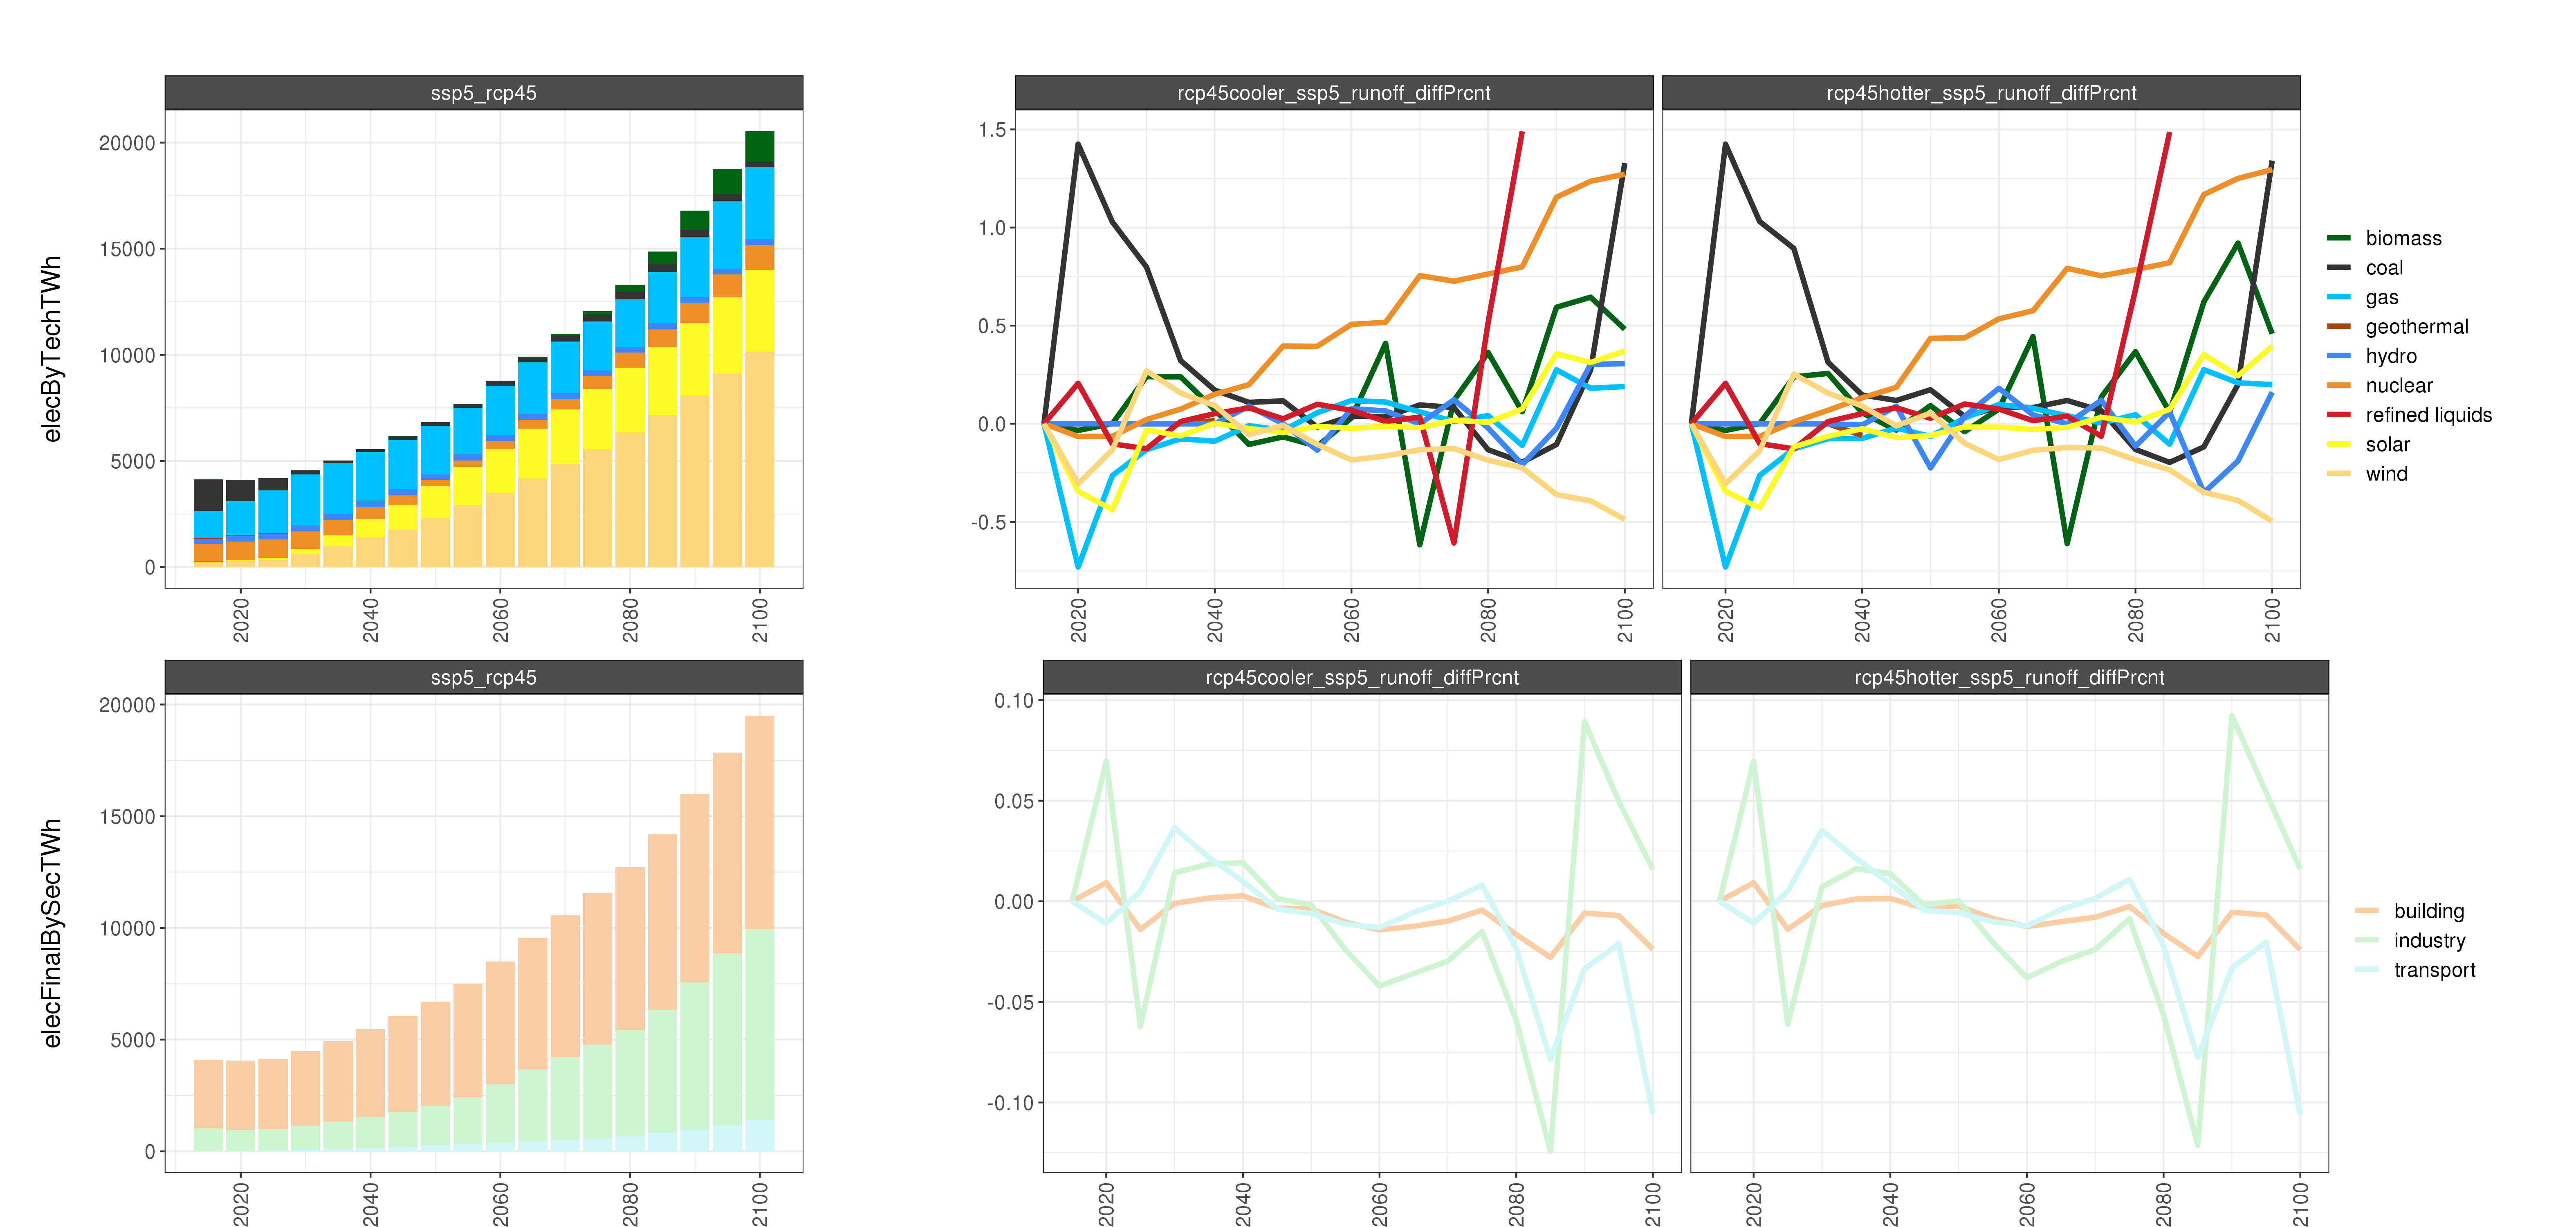 ssp5_rcp45
rcp45cooler_ssp5_runoff_diffPrcnt
rcp45hotter_ssp5_runoff_diffPrcnt
elecByTechTWh
20000
15000
10000
5000
0
1.5
1.0
0.5
0.0
-0.5
2020
2040
2060
2080
2100
2020
2040
2060
2080
2100
2020
2040
2060
2080
2100
biomass
coal
gas
geothermal
hydro
nuclear
refined liquids
solar
wind
ssp5_rcp45
rcp45cooler_ssp5_runoff_diffPrcnt
rcp45hotter_ssp5_runoff_diffPrcnt
elecFinalBySecTWh
20000
15000
10000
5000
0
0.10
0.05
0.00
-0.05
-0.10
2020
2040
2060
2080
2100
2020
2040
2060
2080
2100
2020
2040
2060
2080
2100
building
industry
transport